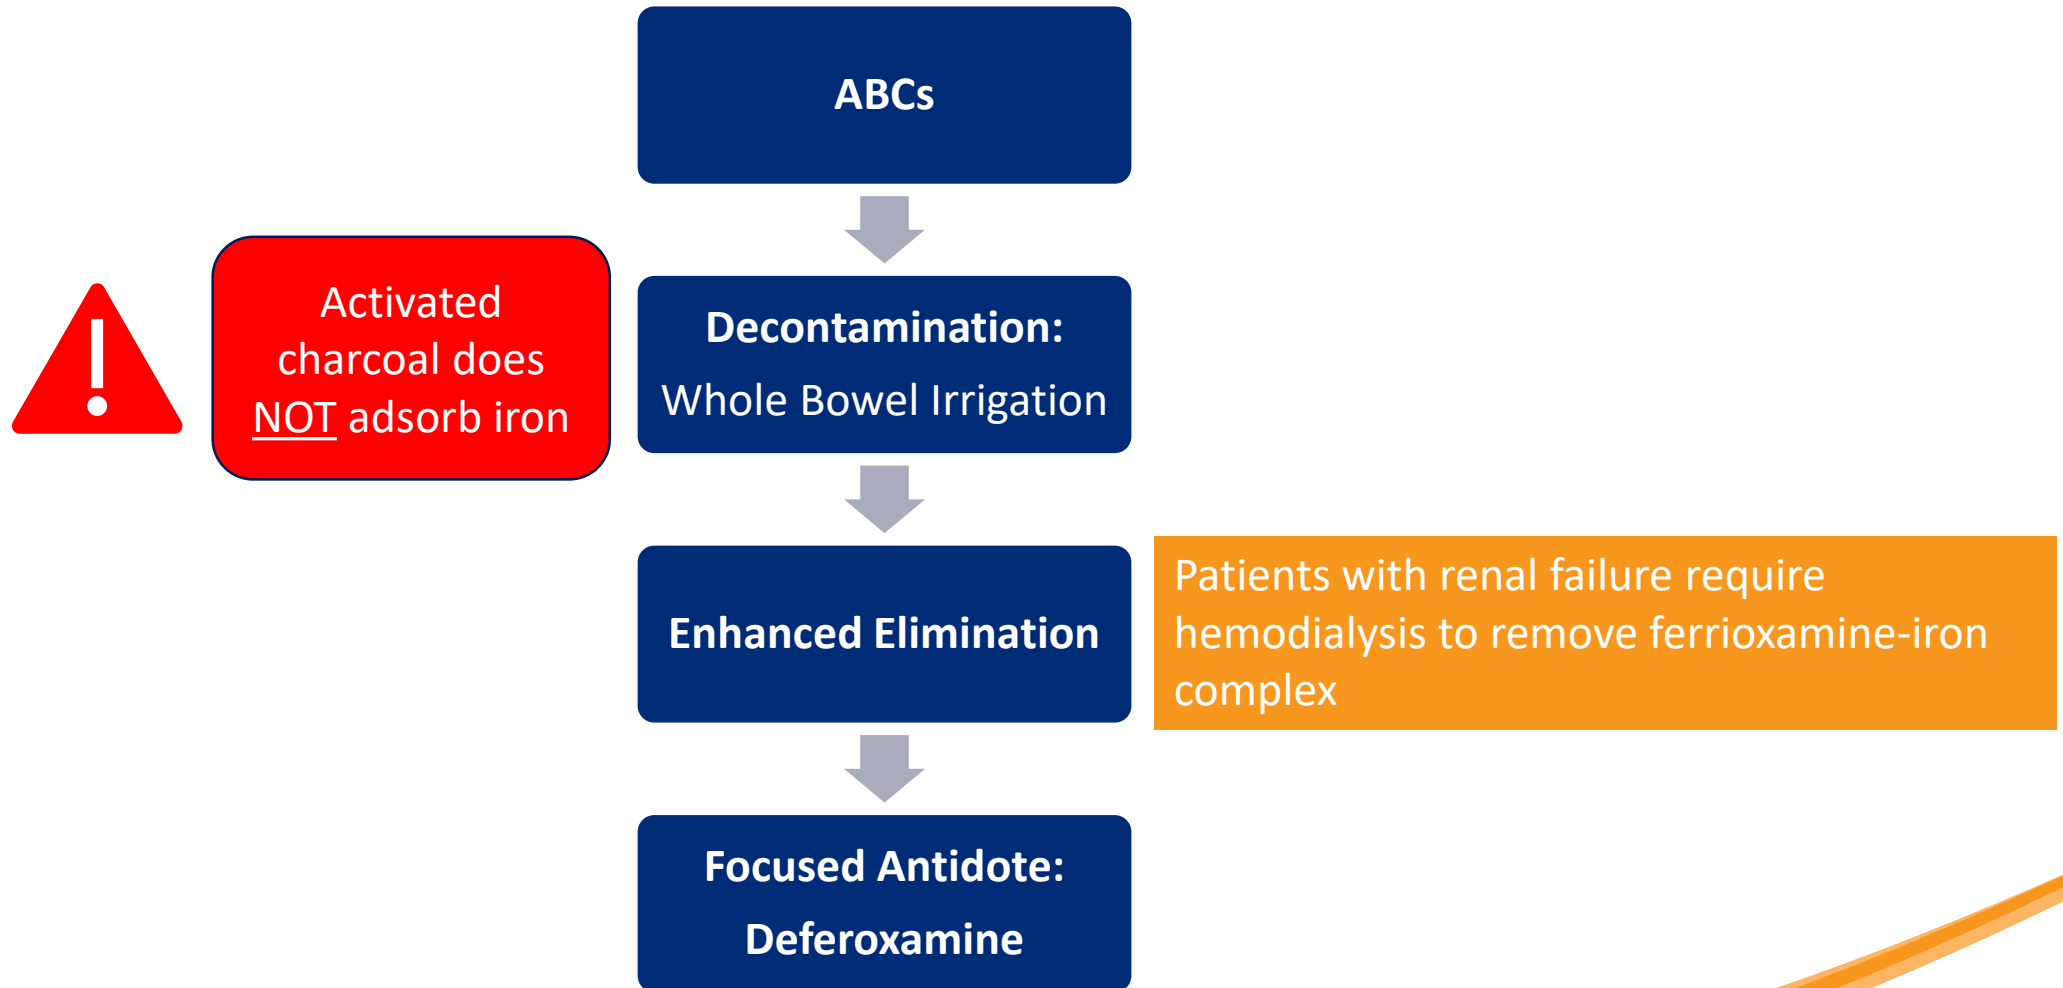 ABCs
Activated
charcoal does
NOT adsorb iron
Decontamination:
Whole Bowel Irrigation
Enhanced Elimination
Patients with renal failure require
hemodialysis to remove ferrioxamine-iron
complex
Focused Antidote:
Deferoxamine